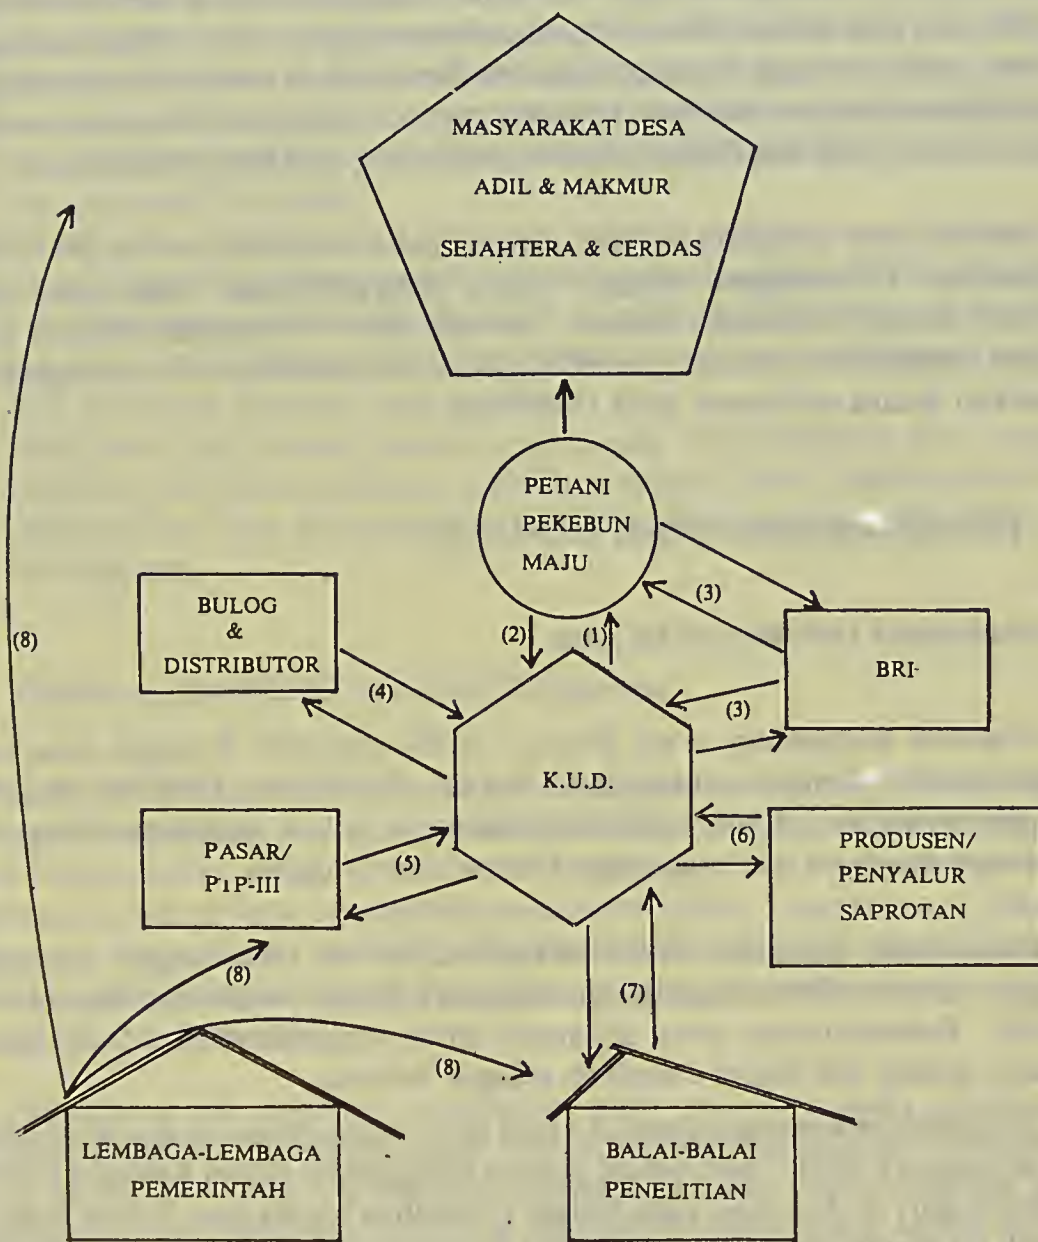 MASYARAKAT DESA
ADIL & MAKMUR
SEJAHTERA & CERDAS
PETANI
PEKEBUN
MAJU
(3)
BULOG
&
DISTRIBUTOR
(8)
(2)
(1)
BRI-
(4)
(3)
K.U.D.
(6)
PASAR/
PTP-III
(5)
PRODUSEN/
PENYALUR
SAPROTAN
(8)
(7)
(8)
LEMBAGA-LEMBAGA
PEMERINTAH
BALAI-BALAI
PENELITIAN